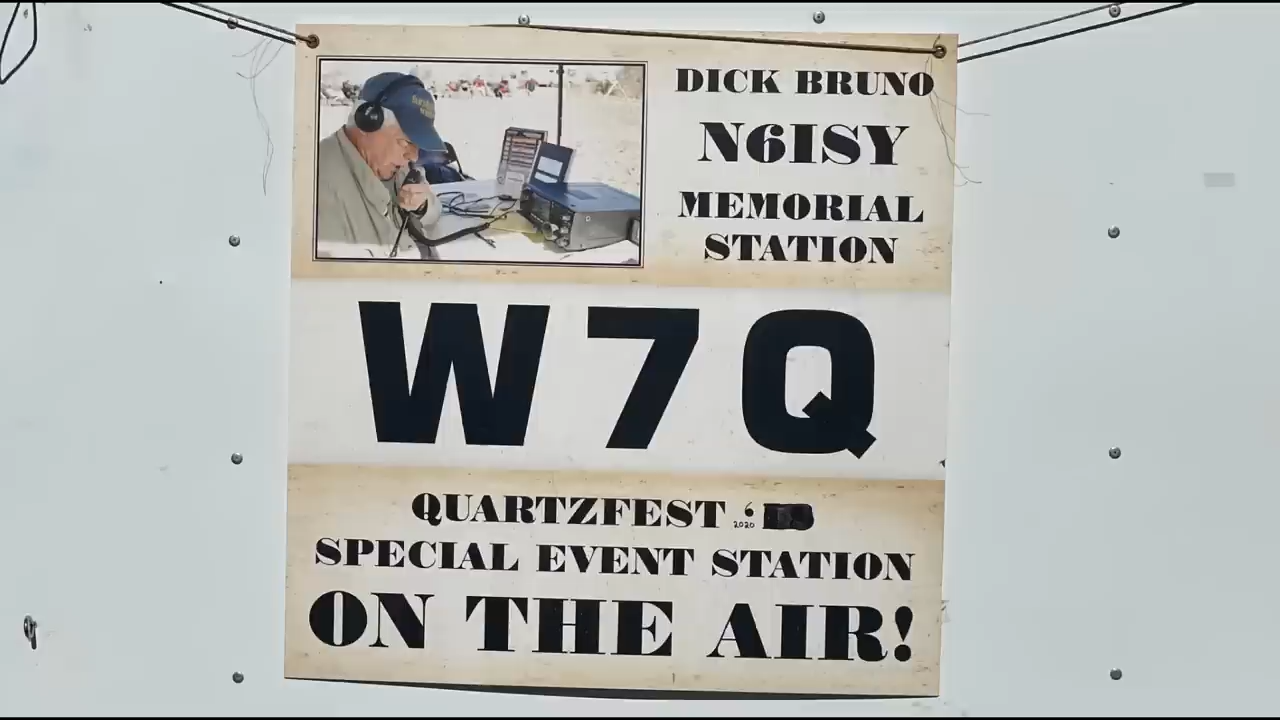 DICK BRUNO
N6ISY
MEMORIAL
STATION
W7Q
QUARTZFEST ‘
2020
SPECIAL EVENT STATION
ON THE AIR!